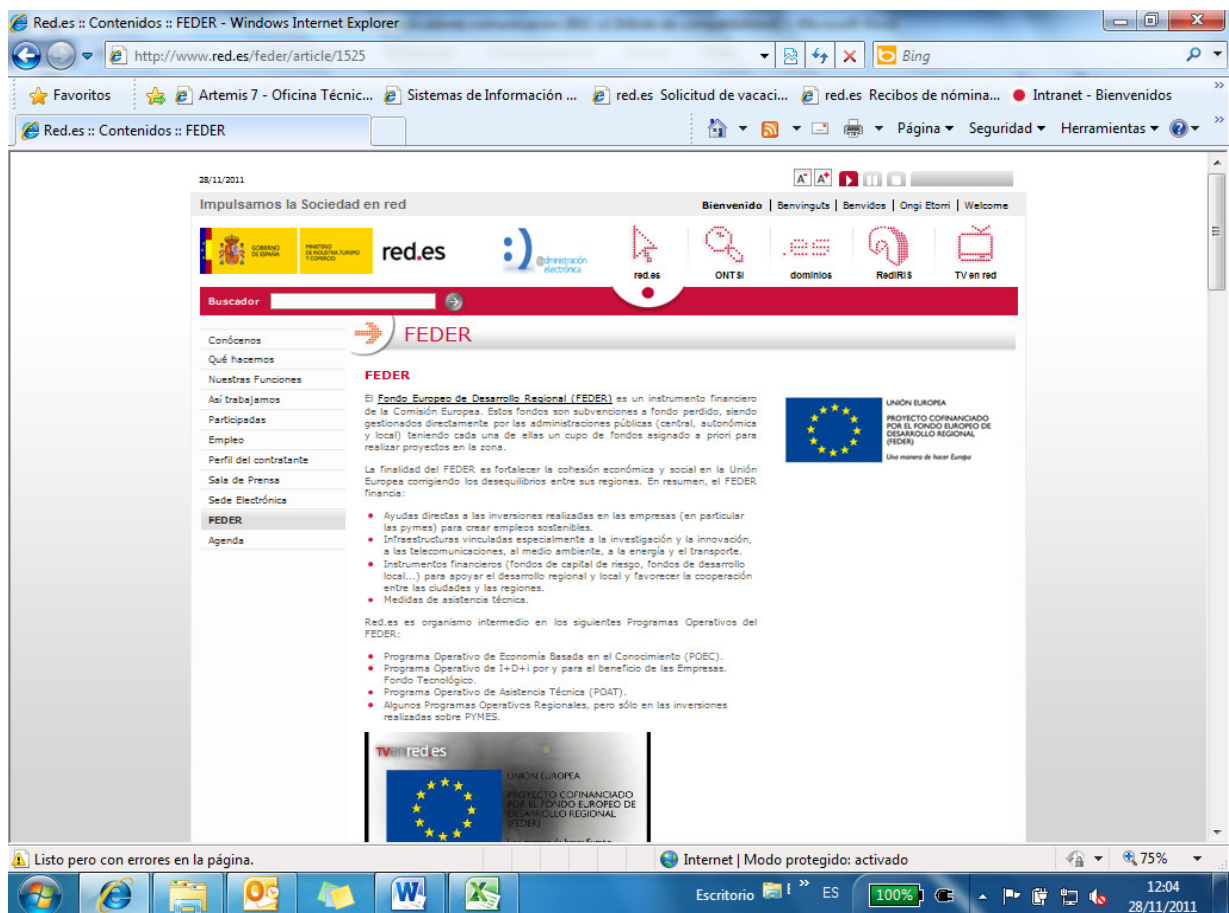 Red.es :: Contenidos :: FEDER - Windows Internet Explorer
http://www.red.es/feder/article/1525
Bing
Favoritos Artemis 7 - Oficina Técnic... Sistemas de Información ... red.es Solicitud de vacaci... red.es Recibos de nómina... Intranet - Bienvenidos
Red.es :: Contenidos :: FEDER
Página Seguridad Herramientas
28/11/2011
A- A+
Impulsamos la Sociedad en red
Bienvenido | Benvinguts | Benvidos | Ongi Etorri | Welcome
GOBIERNO
DE ESPAÑA
MINISTERIO
DE INDUSTRIA, TURISMO
Y COMERCIO
red.es
:)
@dministración
electrónica
.es
red.es ONTSI dominios RedIRIS TV en red
Buscador
FEDER
Conócenos
Qué hacemos
Nuestras Funciones
Así trabajamos
Participadas
Empleo
Perfil del contratante
Sala de Prensa
Sede Electrónica
FEDER
Agenda
FEDER
El Fondo Europeo de Desarrollo Regional (FEDER) es un instrumento financiero
de la Comisión Europea. Estos fondos son subvenciones a fondo perdido, siendo
gestionados directamente por las administraciones públicas (central, autonómica
y local) teniendo cada una de ellas un cupo de fondos asignado a priori para
realizar proyectos en la zona.
La finalidad del FEDER es fortalecer la cohesión económica y social en la Unión
Europea corrigiendo los desequilibrios entre sus regiones. En resumen, el FEDER
financia:
Ayudas directas a las inversiones realizadas en las empresas (en particular
las pymes) para crear empleos sostenibles.
Infraestructuras vinculadas especialmente a la investigación y la innovación,
a las telecomunicaciones, al medio ambiente, a la energía y el transporte.
Instrumentos financieros (fondos de capital de riesgo, fondos de desarrollo
local...) para apoyar el desarrollo regional y local y favorecer la cooperación
entre las ciudades y las regiones.
Medidas de asistencia técnica.
Red.es es organismo intermedio en los siguientes Programas Operativos del
FEDER:
Programa Operativo de Economía Basada en el Conocimiento (POEC).
Programa Operativo de I+D+i por y para el beneficio de las Empresas.
Fondo Tecnológico.
Programa Operativo de Asistencia Técnica (POAT).
Algunos Programas Operativos Regionales, pero sólo en las inversiones
realizadas sobre PYMES.
UNIÓN EUROPEA
PROYECTO COFINANCIADO
POR EL FONDO EUROPEO DE
DESARROLLO REGIONAL
(FEDER)
Una manera de hacer Europa
TVenred.es
UNIÓN EUROPEA
PROYECTO COFINANCIADO
POR EL FONDO EUROPEO DE
DESARROLLO REGIONAL
(FEDER)
Una manera de hacer Europa
Listo pero con errores en la página.
Internet | Modo protegido: activado
75%
Escritorio
ES
100%
12:04
28/11/2011